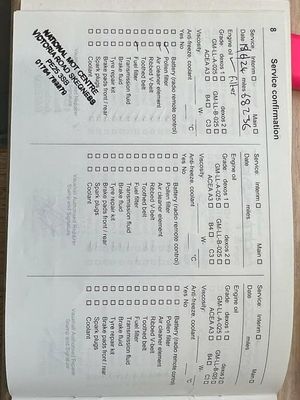 8 Service confirmation
Service: Interim □ Main □
Date miles 58736
Engine oil ✓ Filter
Grade: dexos 1 □ dexos 2 □
GM-LL-A-025 □ GM-LL-B-025 □
ACEA A3 □ B4 □ C3 □
Viscosity: W-
Anti-freeze, coolant °C
Yes No
□ □ Battery (radio remote control)
□ □ Pollen filter
□ □ Air cleaner element
□ □ Ribbed V belt
□ □ Toothed belt
□ □ Fuel filter
□ □ Transmission fluid
□ □ Brake fluid
□ □ Tyre repair kit
□ □ Brake pads front / rear
□ □ Spark plugs
□ □ Coolant
NATIONAL MOT CENTRE
VICTORIA ROAD SKEGNESS
PE25 3SN
Service: Interim □ Main □
Date miles
Engine oil
Grade: dexos 1 □ dexos 2 □
GM-LL-A-025 □ GM-LL-B-025 □
ACEA A3 □ B4 □ C3 □
Viscosity: W-
Anti-freeze, coolant °C
Yes No
□ □ Battery (radio remote control)
□ □ Pollen filter
□ □ Air cleaner element
□ □ Ribbed V belt
□ □ Toothed belt
□ □ Fuel filter
□ □ Transmission fluid
□ □ Brake fluid
□ □ Tyre repair kit
□ □ Brake pads front / rear
□ □ Spark plugs
□ □ Coolant
Vauxhall Authorised Repairer
Stamp and Signature
Service: Interim □ Main □
Date miles
Engine oil
Grade: dexos 1 □ dexos 2 □
GM-LL-A-025 □ GM-LL-B-025 □
ACEA A3 □ B4 □ C3 □
Viscosity: W-
Anti-freeze, coolant °C
Yes No
□ □ Battery (radio remote control)
□ □ Pollen filter
□ □ Air cleaner element
□ □ Ribbed V belt
□ □ Toothed belt
□ □ Fuel filter
□ □ Transmission fluid
□ □ Brake fluid
□ □ Tyre repair kit
□ □ Brake pads front / rear
□ □ Spark plugs
□ □ Coolant
Vauxhall Authorised Repairer
Stamp and Signature